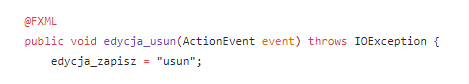 @FXML
public void edycja_usun(ActionEvent event) throws IOException {
edycja_zapisz = "usun";